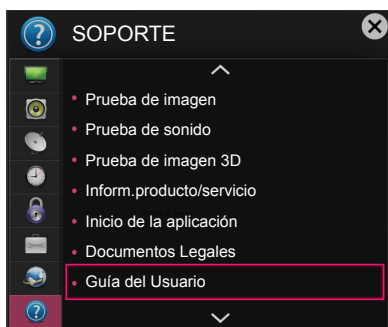 SOPORTE
Prueba de imagen
Prueba de sonido
Prueba de imagen 3D
Inform.producto/servicio
Inicio de la aplicación
Documentos Legales
Guía del Usuario